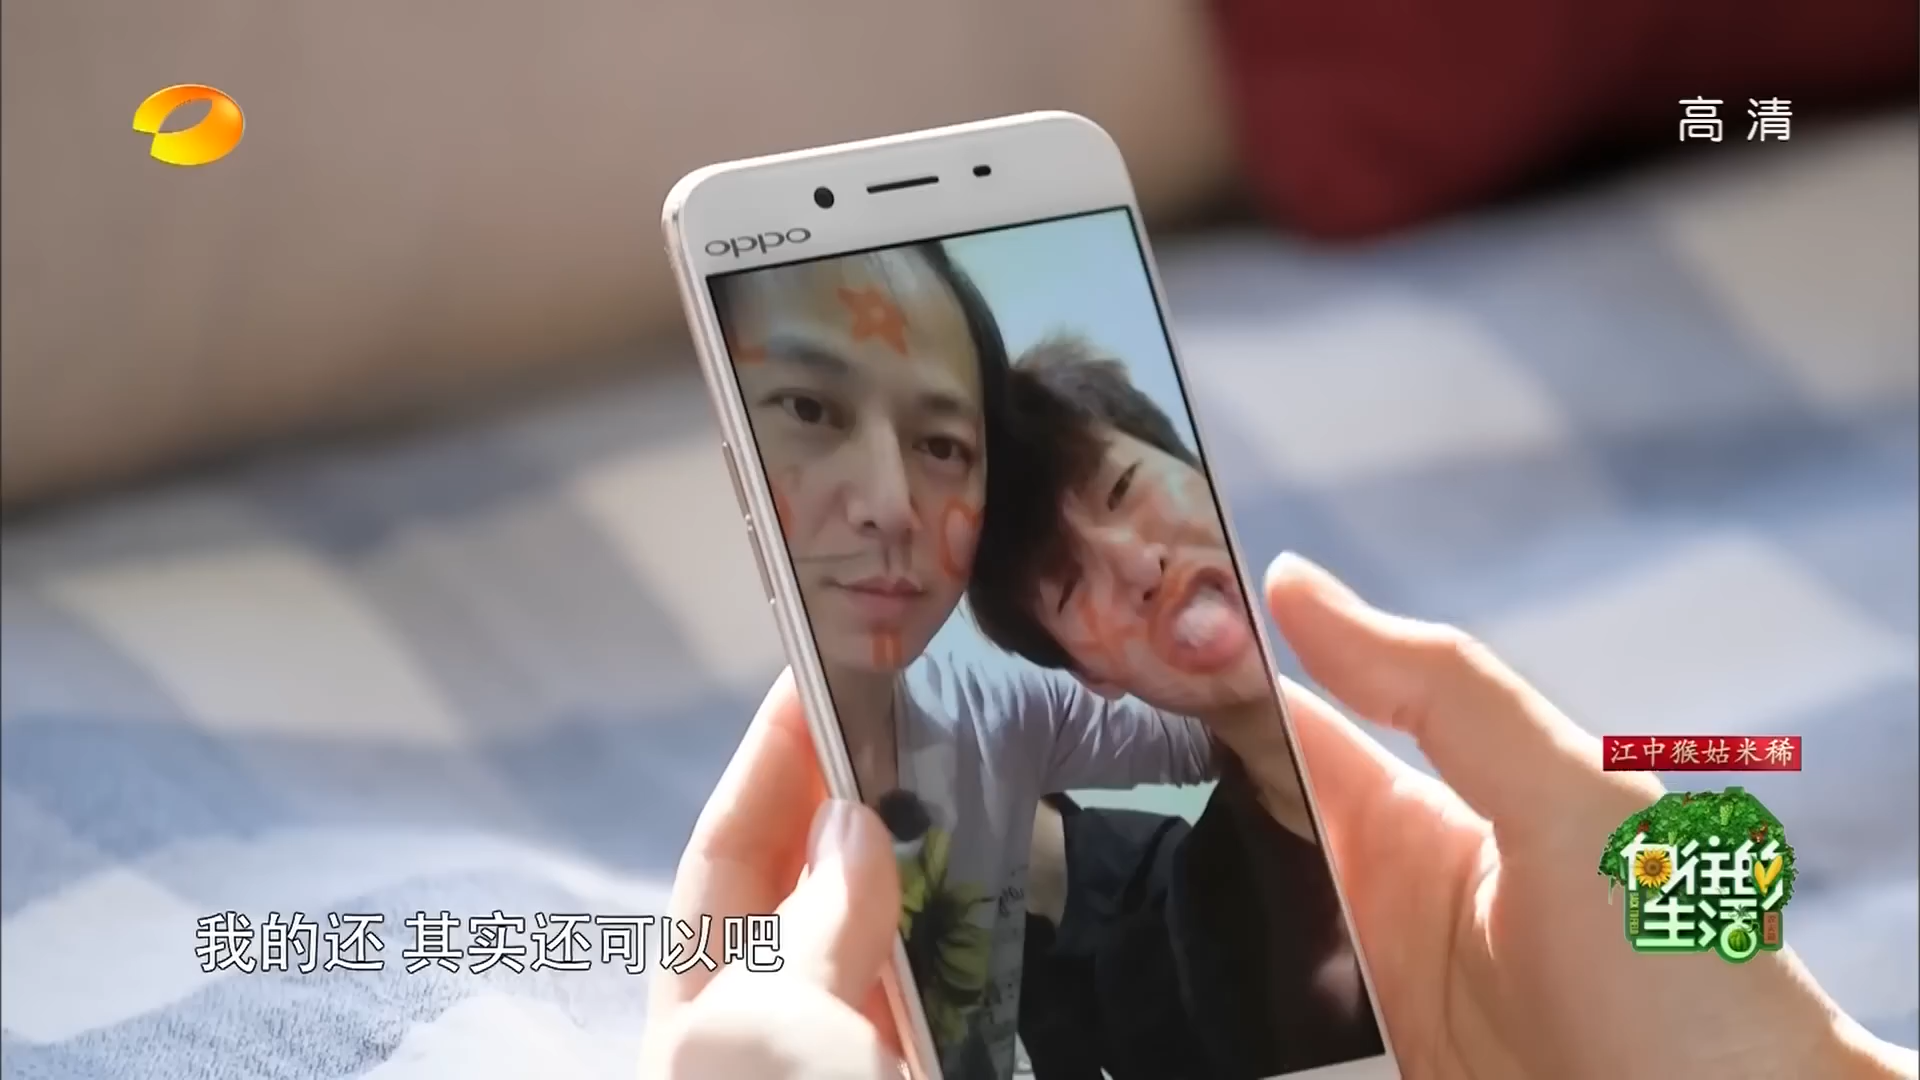 高清
oppo
江中猴姑米稀
向往的
生活
我的还 其实还可以吧